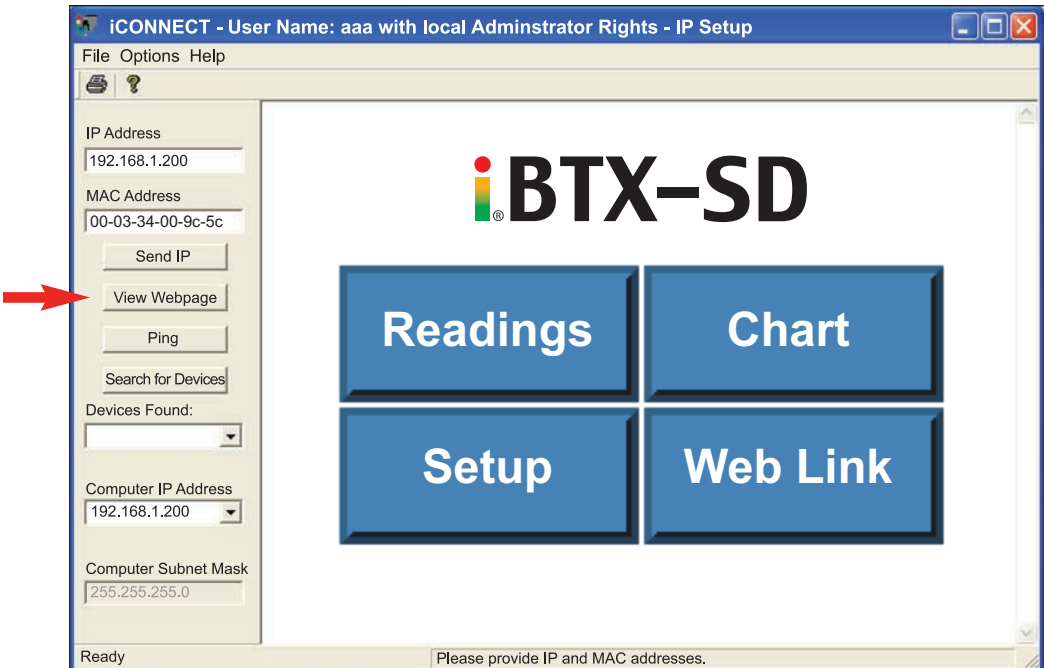 iCONNECT - User Name: aaa with local Adminstrator Rights - IP Setup
File Options Help
IP Address
192.168.1.200
MAC Address
00-03-34-00-9c-5c
Send IP
View Webpage
Ping
Search for Devices
Devices Found:
Computer IP Address
192.168.1.200
Computer Subnet Mask
255.255.255.0
i®BTX–SD
Readings
Chart
Setup
Web Link
Ready
Please provide IP and MAC addresses.